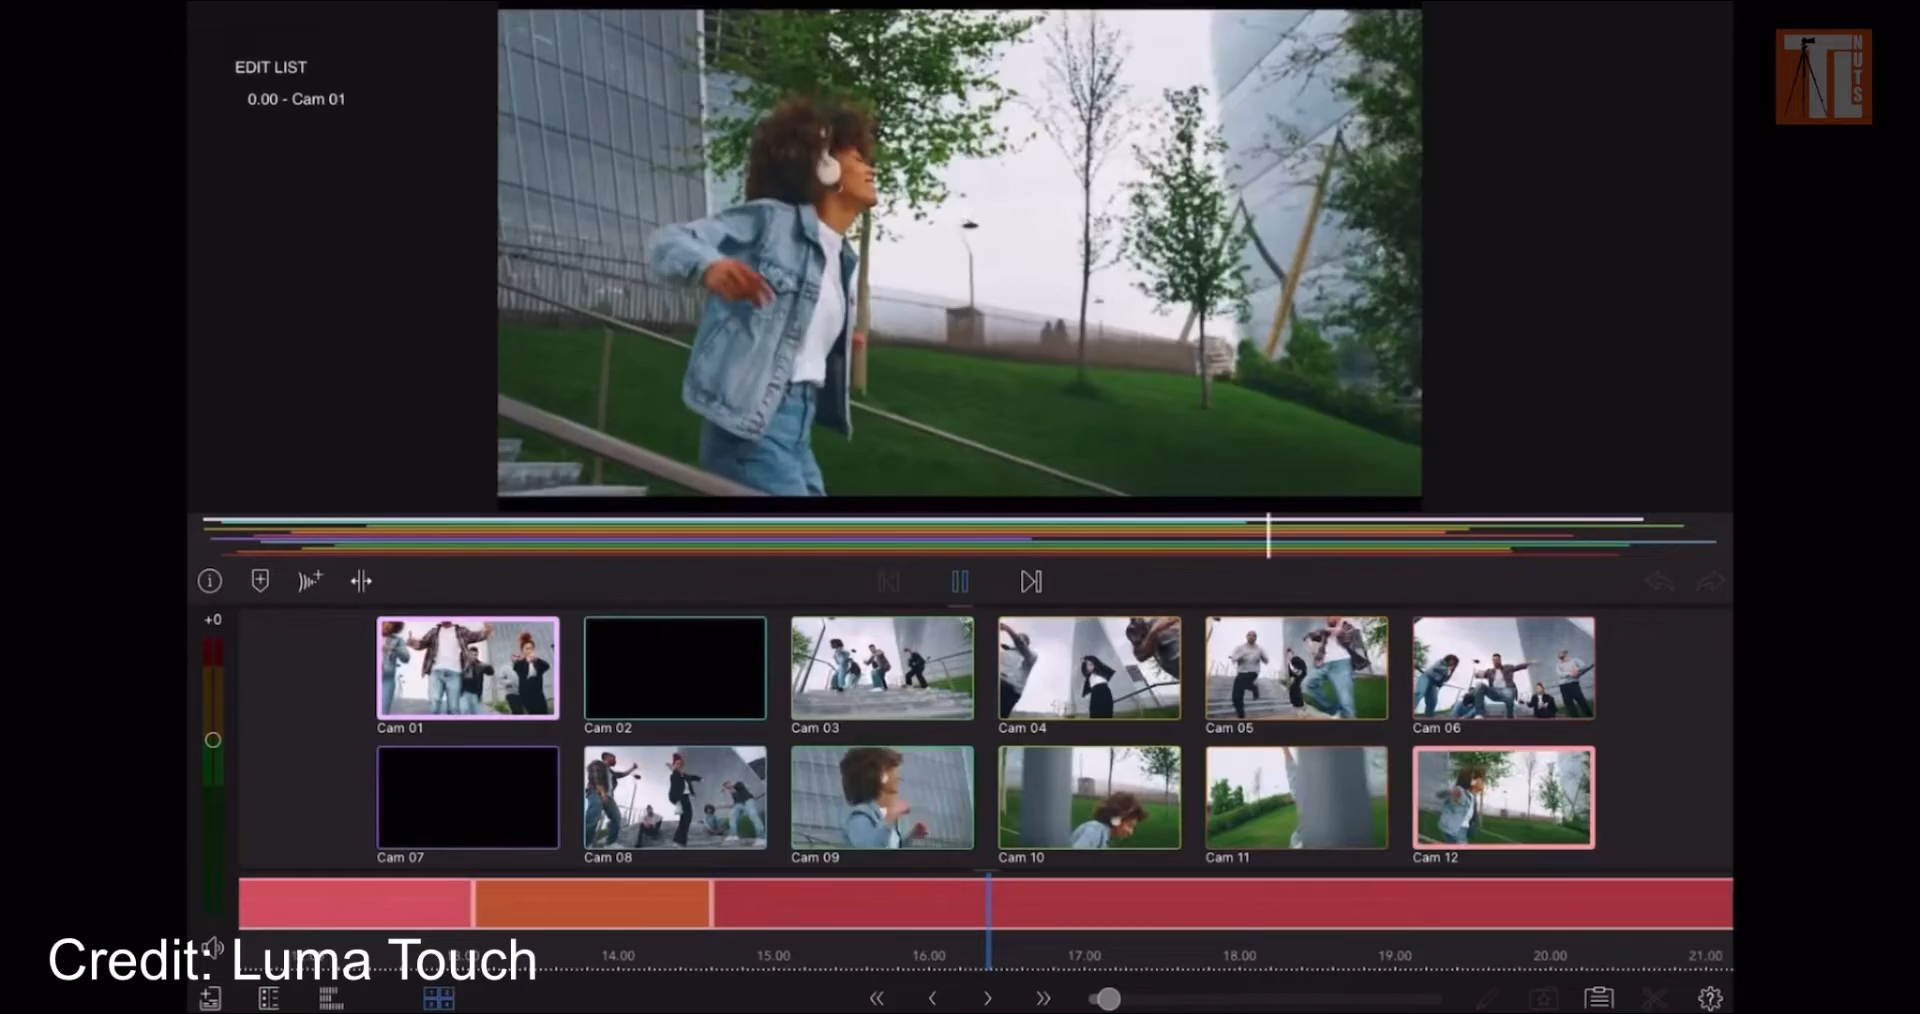 EDIT LIST
0.00 - Cam 01
TL
NUTS
+0
Cam 01
Cam 02
Cam 03
Cam 04
Cam 05
Cam 06
Cam 07
Cam 08
Cam 09
Cam 10
Cam 11
Cam 12
14.00
15.00
16.00
17.00
18.00
19.00
20.00
21.00
Credit: Luma Touch